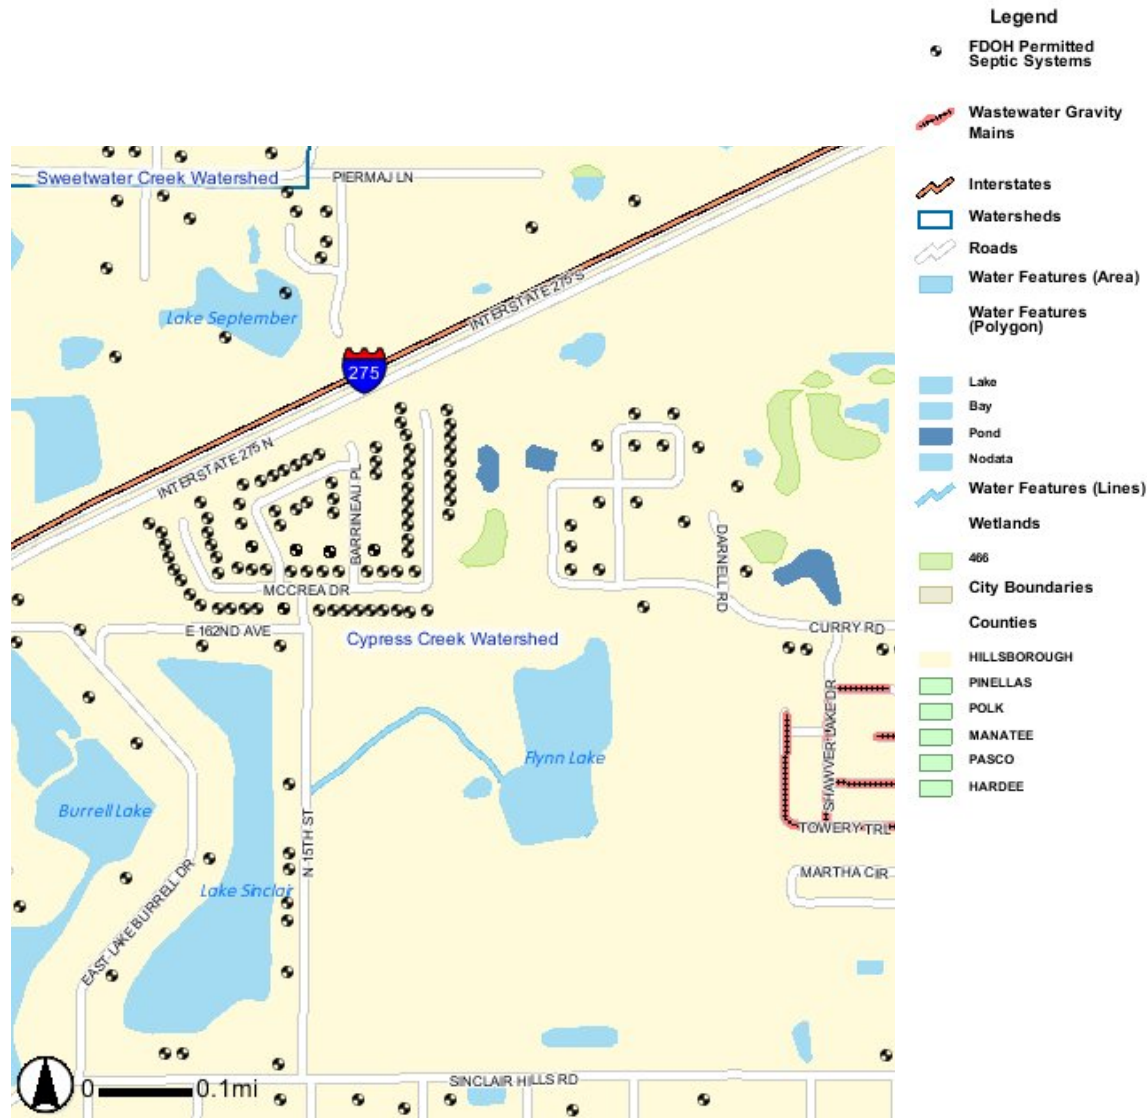 Legend
FDOH Permitted
Septic Systems
Wastewater Gravity
Mains
Interstates
Watersheds
Roads
Water Features (Area)
Water Features
(Polygon)
Lake
Bay
Pond
Nodata
Water Features (Lines)
Wetlands
466
City Boundaries
Counties
HILLSBOROUGH
PINELLAS
POLK
MANATEE
PASCO
HARDEE
Sweetwater Creek Watershed
PIERMAJ LN
Lake September
INTERSTATE 275 S
275
INTERSTATE 275 N
BARRINEAU PL
DARNELL RD
MCCREA DR
E 162ND AVE
CURRY RD
Cypress Creek Watershed
SHAWVER LAKE DR
Flynn Lake
Burrell Lake
N 15TH ST
TOWERY TRL
MARTHA CIR
Lake Sinclair
EAST LAKE BURRELL DR
SINCLAIR HILLS RD
0 0.1mi